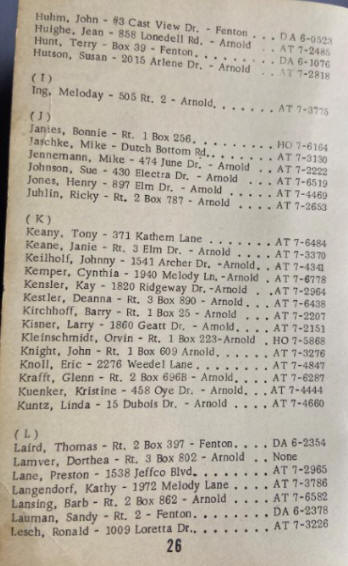 Huhm, John - #3 Cast View Dr. - Fenton . . . DA 6-0523
Huighe, Jean - 858 Lonedell Rd. - Arnold . . AT 7-2485
Hunt, Terry - Box 39 - Fenton. . . . . . . . DA 6-1076
Hutson, Susan - 2015 Arlene Dr. - Arnold . . AT 7-2818
( I )
Ing, Meloday - 505 Rt. 2 - Arnold. . . . . . . AT 7-3775
( J )
James, Bonnie - Rt. 1 Box 256. . . . . . . . . HO 7-6164
Jaschke, Mike - Dutch Bottom Rd. . . . . . . . AT 7-3130
Jennemann, Mike - 474 June Dr. - Arnold . . . AT 7-2222
Johnson, Sue - 430 Electra Dr. - Arnold . . . AT 7-6519
Jones, Henry - 897 Elm Dr. - Arnold . . . . . AT 7-4469
Juhlin, Ricky - Rt. 2 Box 787 - Arnold . . . . AT 7-2653
( K )
Keany, Tony - 371 Kathern Lane . . . . . . . . AT 7-6484
Keane, Janie - Rt. 3 Elm Dr. - Arnold . . . . AT 7-3370
Keilholf, Johnny - 1541 Archer Dr. -Arnold. . AT 7-4341
Kemper, Cynthia - 1940 Melody Ln. -Arnold . . AT -6778
Kensler, Kay - 1820 Ridgeway Dr. -Arnold . . . AT 7-2964
Kestler, Deanna - Rt. 3 Box 890 - Arnold . . . AT 7-6438
Kirchhoff, Barry - Rt. 1 Box 25 - Arnold . . . AT 7-2207
Kisner, Larry - 1860 Geatt Dr. - Arnold. . . . AT 7-2151
Kleinschmidt, Orvin - Rt. 1 Box 223-Arnold HO 7-5868
Knight, John - Rt. 1 Box 609 Arnold. . . . . . AT 7-3276
Knoll, Eric - 2276 Weedel Lane . . . . . . . . AT 7-4847
Krafft, Glenn - Rt. 2 Box 696B - Arnold . . . AT 7-6287
Kuenker, Kristine - 458 Oye Dr. - Arnold. . . AT 7-4444
Kuntz, Linda - 15 Dubois Dr. - Arnold. . . . . AT 7-4660
( L )
Laird, Thomas - Rt. 2 Box 397 - Fenton. . . . DA 6-2354
Lamver, Dorthea - Rt. 3 Box 802 - Arnold . . None
Lane, Preston - 1538 Jeffco Blvd. . . . . . . AT 7-2965
Langendorf, Kathy - 1972 Melody Lane . . . . . AT 7-3786
Lansing, Barb - Rt. 2 Box 862 - Arnold . . . . AT 7-6582
Lauman, Sandy - Rt. 2 - Fenton. . . . . . . . DA 6-2378
Lesch, Ronald - 1009 Loretta Dr. . . . . . . . AT 7-3226
26